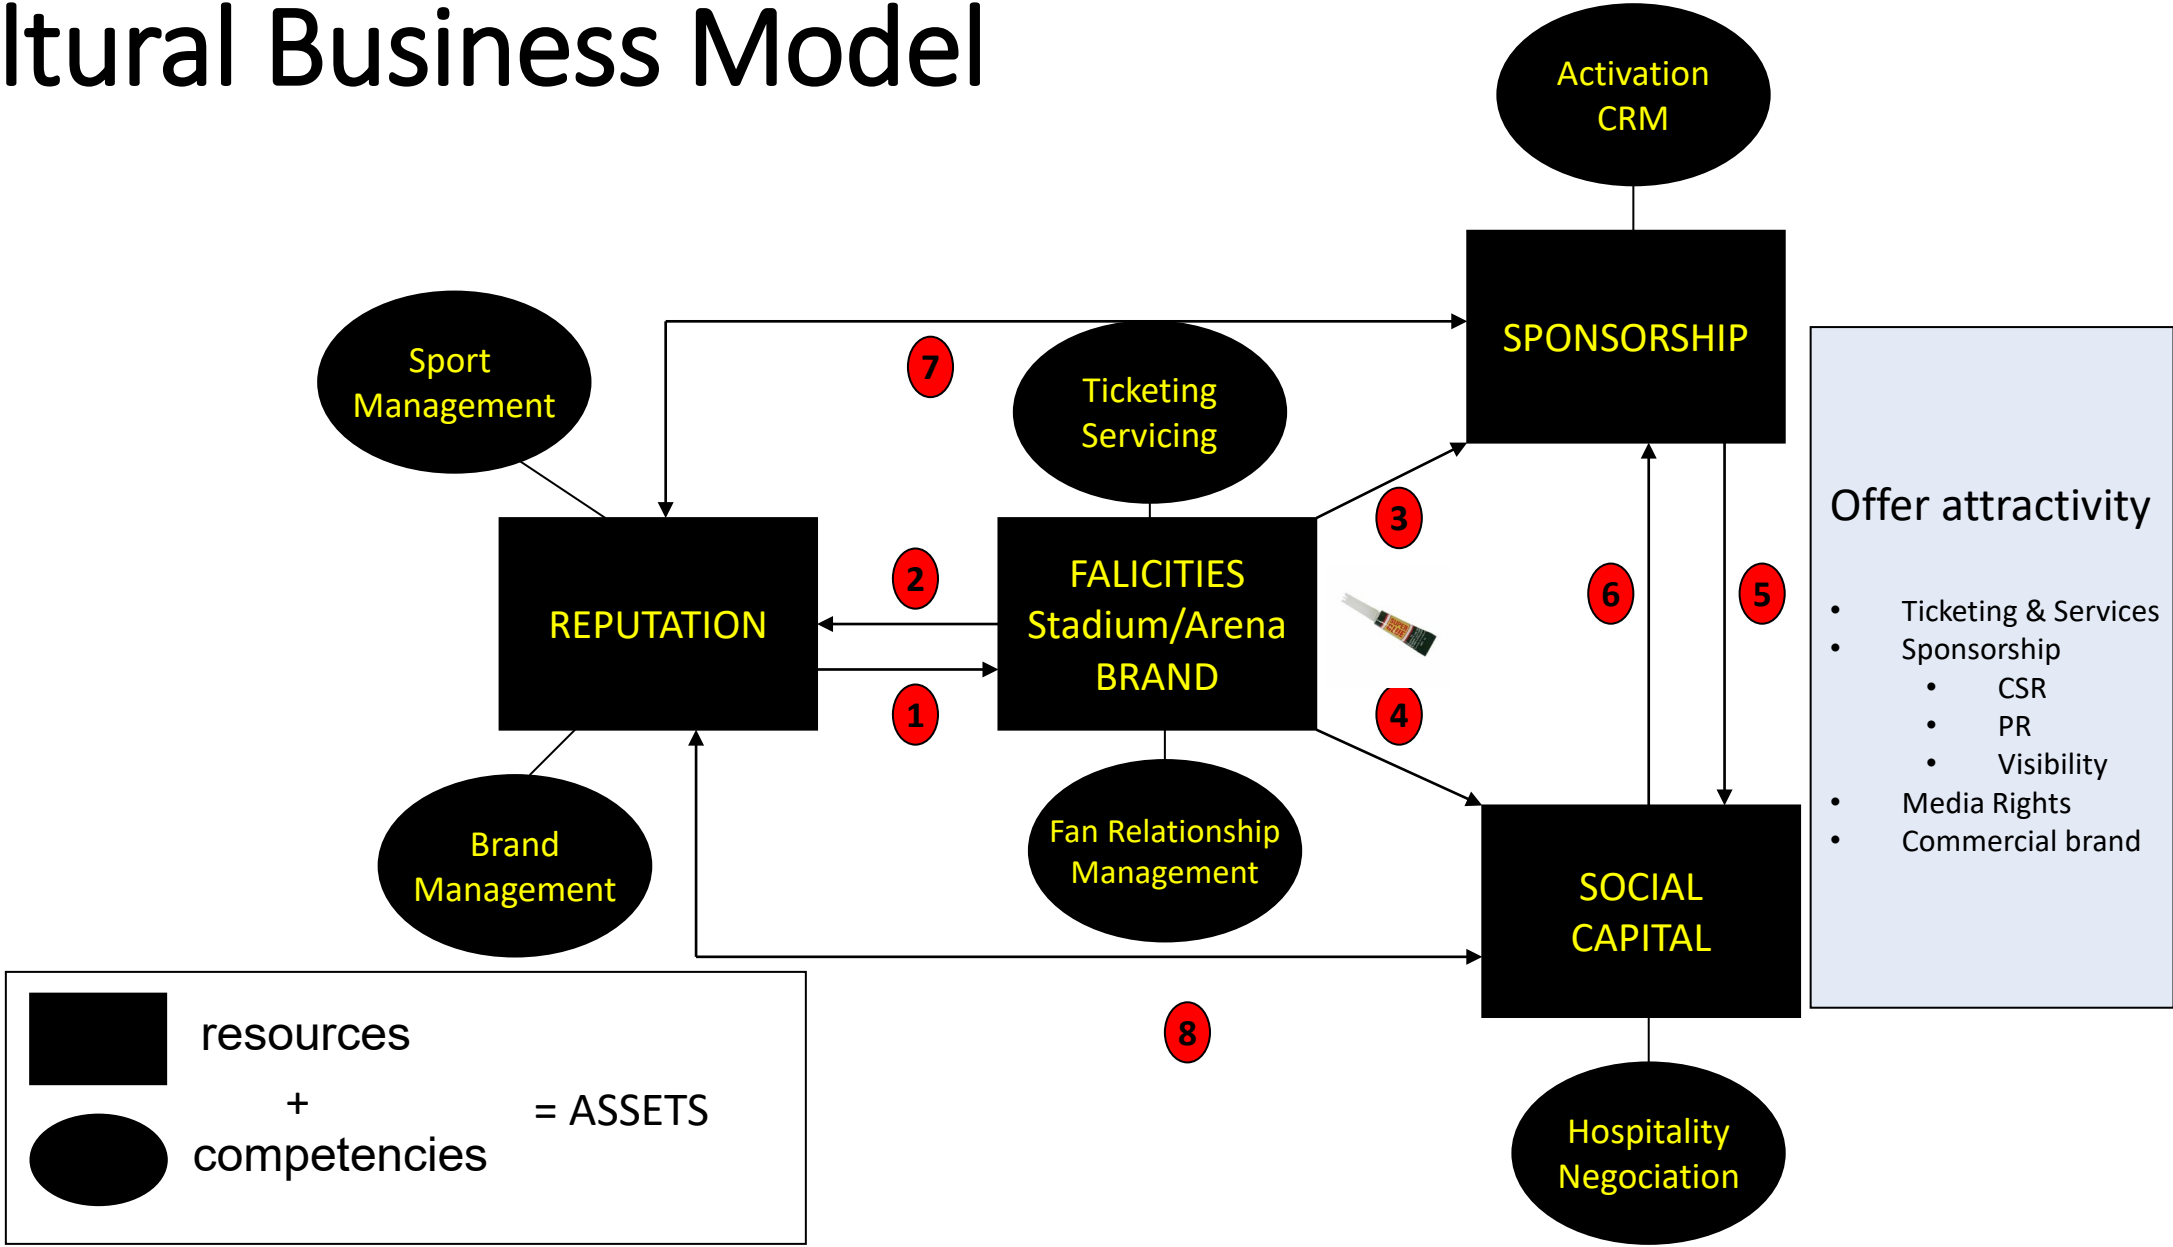 ltural Business Model
Activation
CRM
SPONSORSHIP
Sport
Management
7
Ticketing
Servicing
3
2
REPUTATION
1
FALICITIES
Stadium/Arena
BRAND
SUPER
GLUE
4
6
5
Brand
Management
Fan Relationship
Management
SOCIAL
CAPITAL
8
Hospitality
Negociation
Offer attractivity
• Ticketing & Services
• Sponsorship
• CSR
• PR
• Visibility
• Media Rights
• Commercial brand
resources
+
= ASSETS
competencies